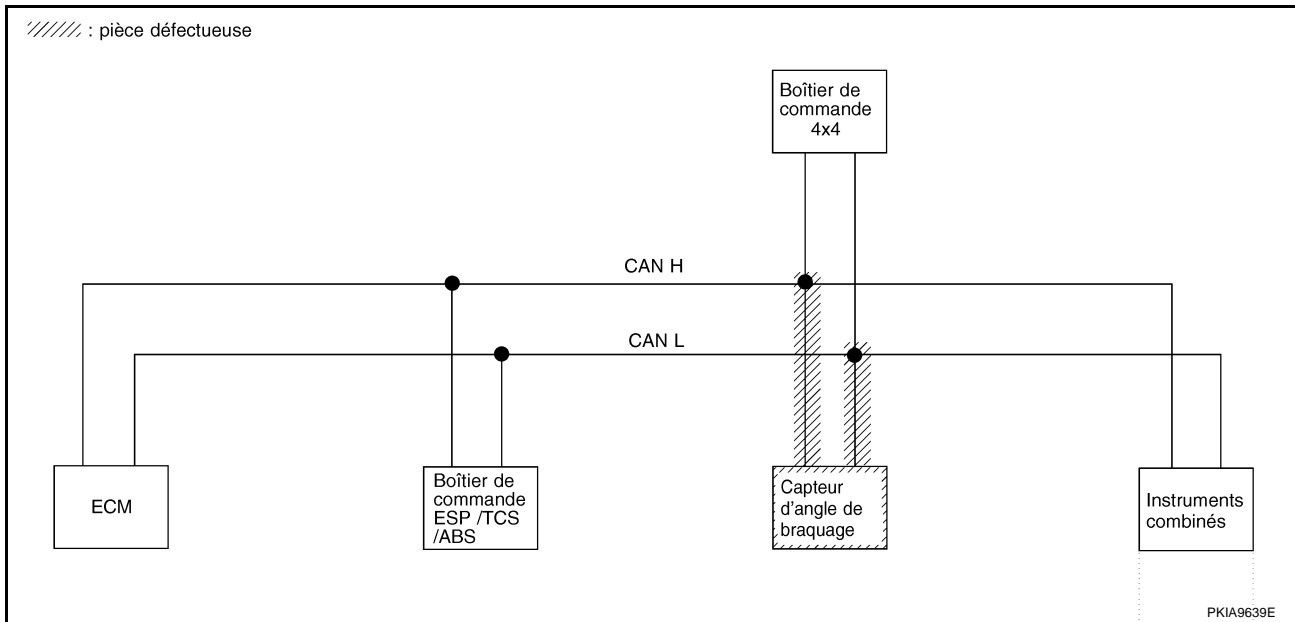 : pièce défectueuse
Boîtier de
commande
4x4
CAN H
CAN L
ECM
Boîtier de
commande
ESP /TCS
/ABS
Capteur
d'angle de
braquage
Instruments
combinés
PKIA9639E